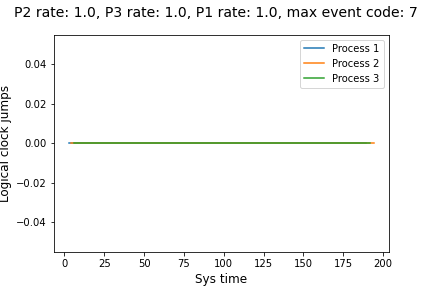 P2 rate: 1.0, P3 rate: 1.0, P1 rate: 1.0, max event code: 7
Process 1
Process 2
Process 3
0.04
0.02
0.00
−0.02
−0.04
Logical clock jumps
0
25
50
75
100
125
150
175
200
Sys time